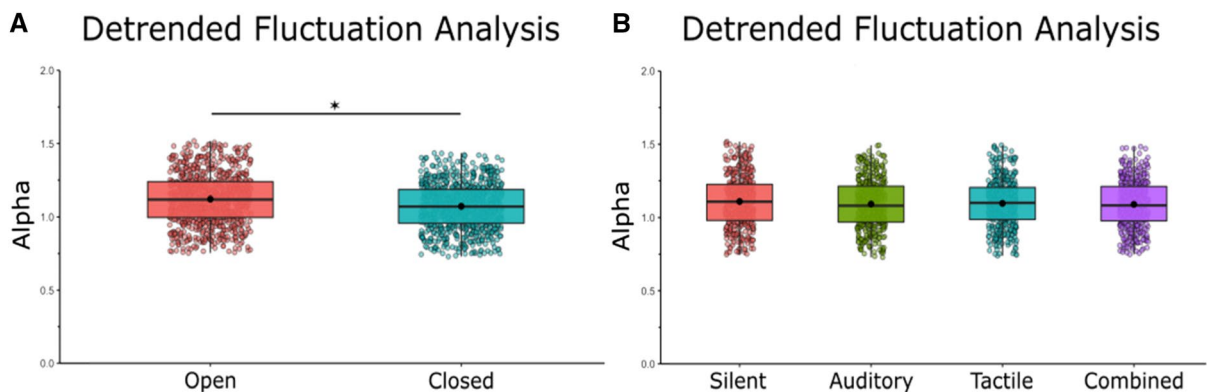 A Detrended Fluctuation Analysis
2.0
1.5
1.0
0.5
0.0
Alpha
*
Open Closed
B Detrended Fluctuation Analysis
2.0
1.5
1.0
0.5
0.0
Alpha
Silent Auditory Tactile Combined